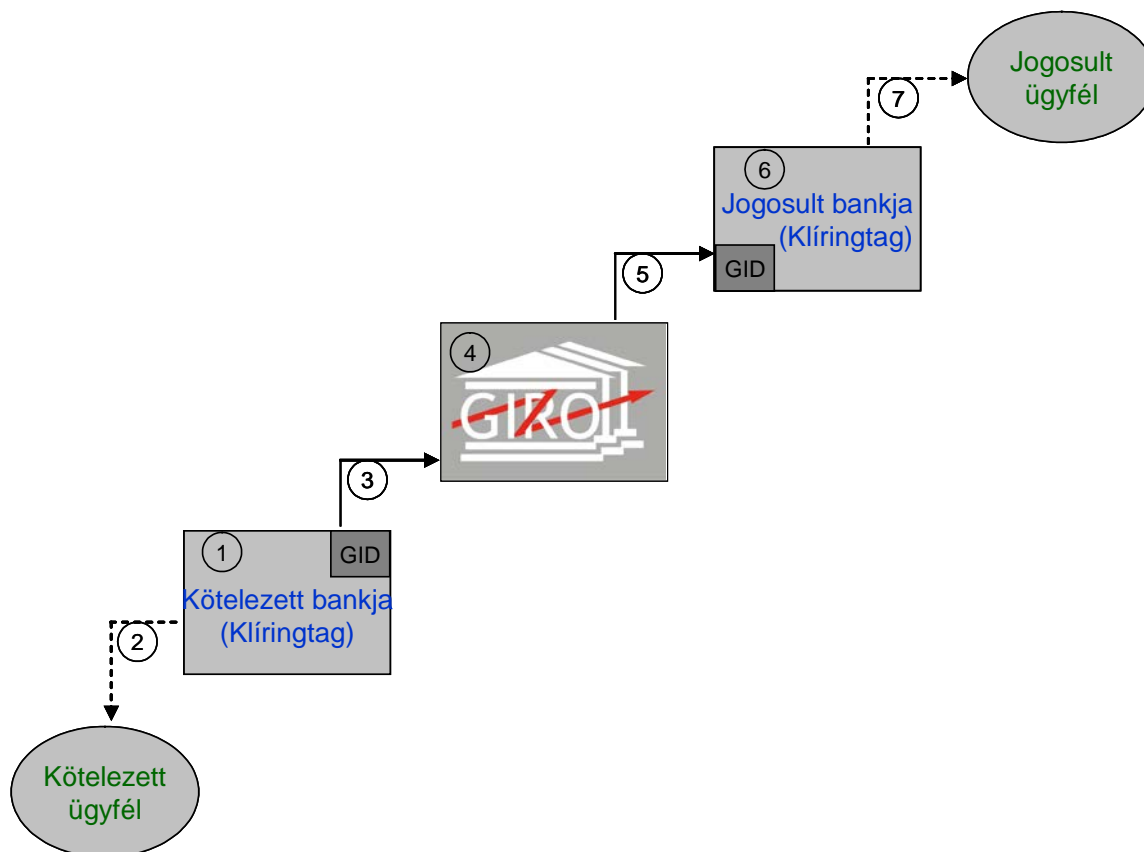 Jogosult
ügyfél
7
6
Jogosult bankja
(Klíringtag)
GID
5
4
GIRO
3
1
GID
Kötelezett bankja
(Klíringtag)
2
Kötelezett
ügyfél